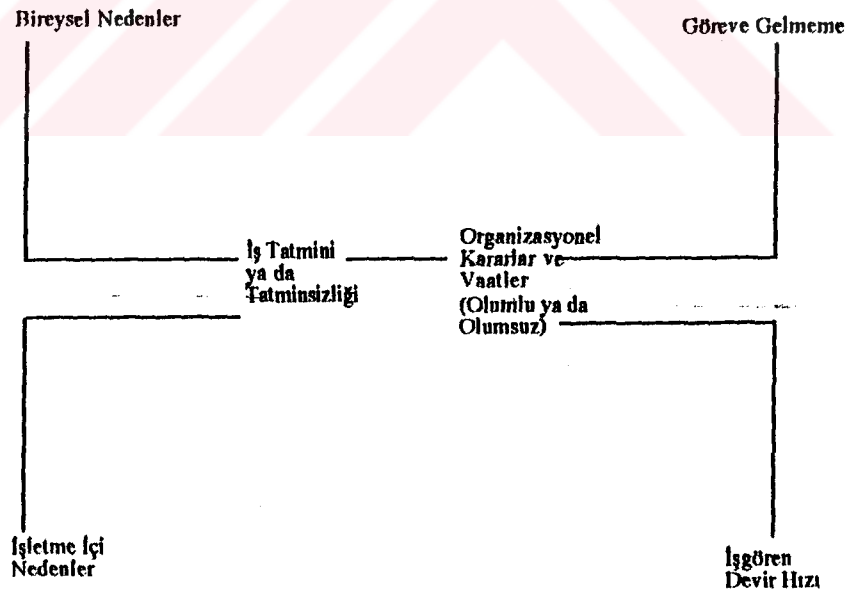 Bireysel Nedenler
Göreve Gelmeme
İş Tatmini
ya da
Tatminsizliği
Organizasyonel
Kararlar ve
Vaatler
(Olumlu ya da
Olumsuz)
İşletme İçi
Nedenler
İşgören
Devir Hızı